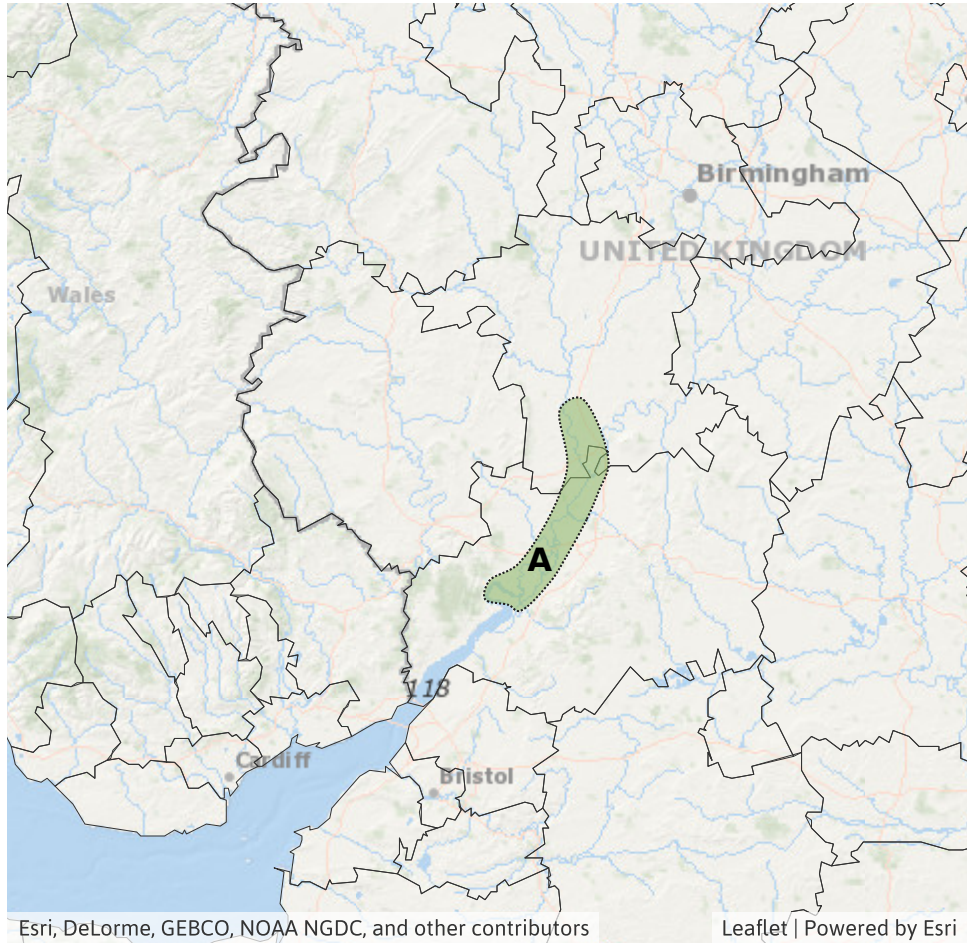 Birmingham
UNITED KINGDOM
Wales
A
118
Cardiff
Bristol
Esri, DeLorme, GEBCO, NOAA NGDC, and other contributors
Leaflet | Powered by Esri